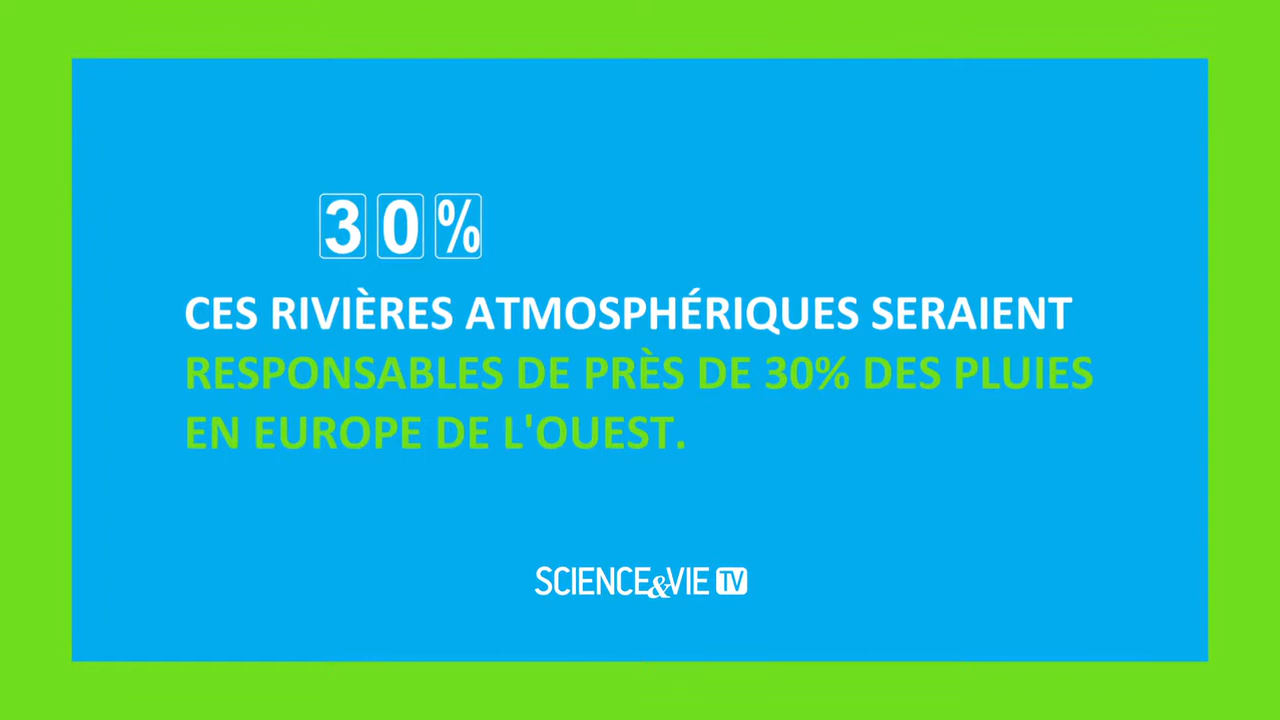 30%
CES RIVIÈRES ATMOSPHÉRIQUES SERAIENT
RESPONSABLES DE PRÈS DE 30% DES PLUIES
EN EUROPE DE L'OUEST.
SCIENCE&VIE TV